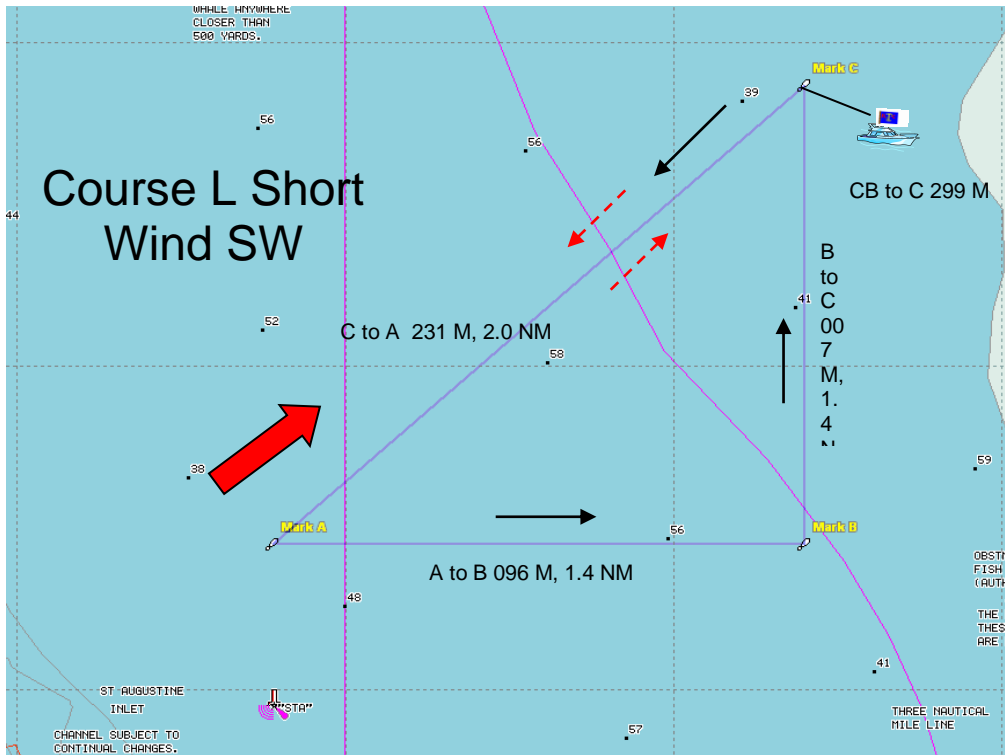 WHALE ANYWHERE
CLOSER THAN
500 YARDS.
Mark C
39
56
56
Course L Short
Wind SW
CB to C 299 M
44
B
to
C
00
7
M,
1.
4
41
52
C to A 231 M, 2.0 NM
58
38
59
Mark A
56
Mark B
A to B 096 M, 1.4 NM
OBSTN
FISH
(AUTH
48
THE
THES
ARE
41
ST AUGUSTINE
INLET
"STA"
THREE NAUTICAL
MILE LINE
CHANNEL SUBJECT TO
CONTINUAL CHANGES.
57